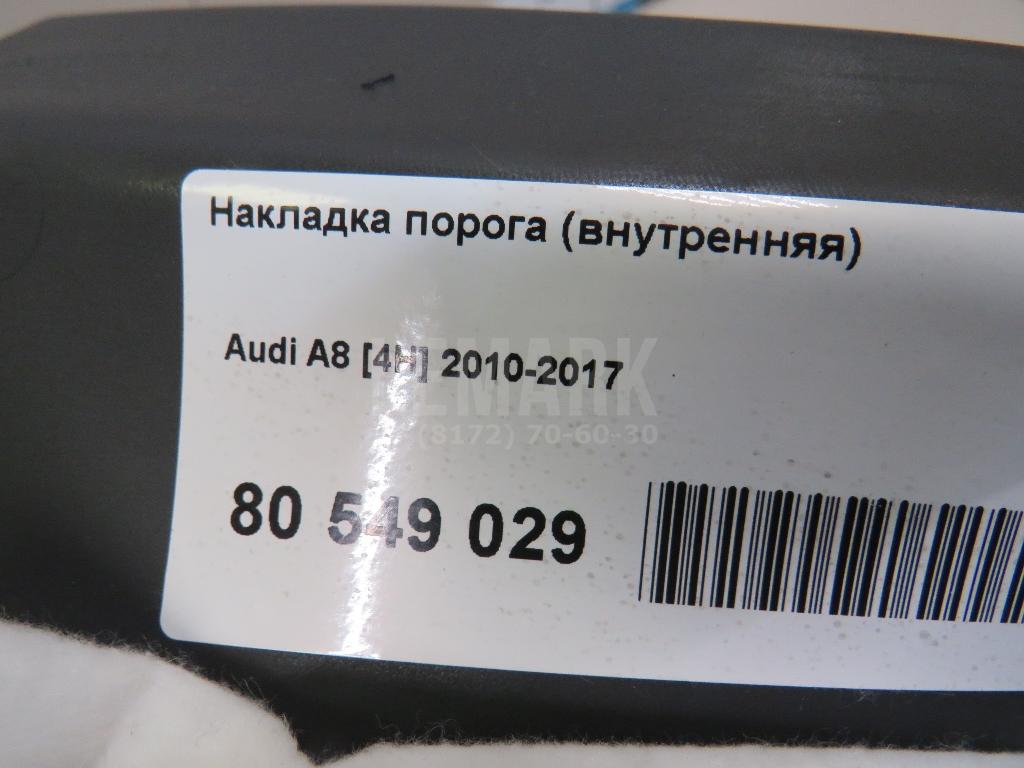 Накладка порога (внутренняя)
Audi A8 [4H] 2010-2017
(8172) 70-60-30
80 549 029